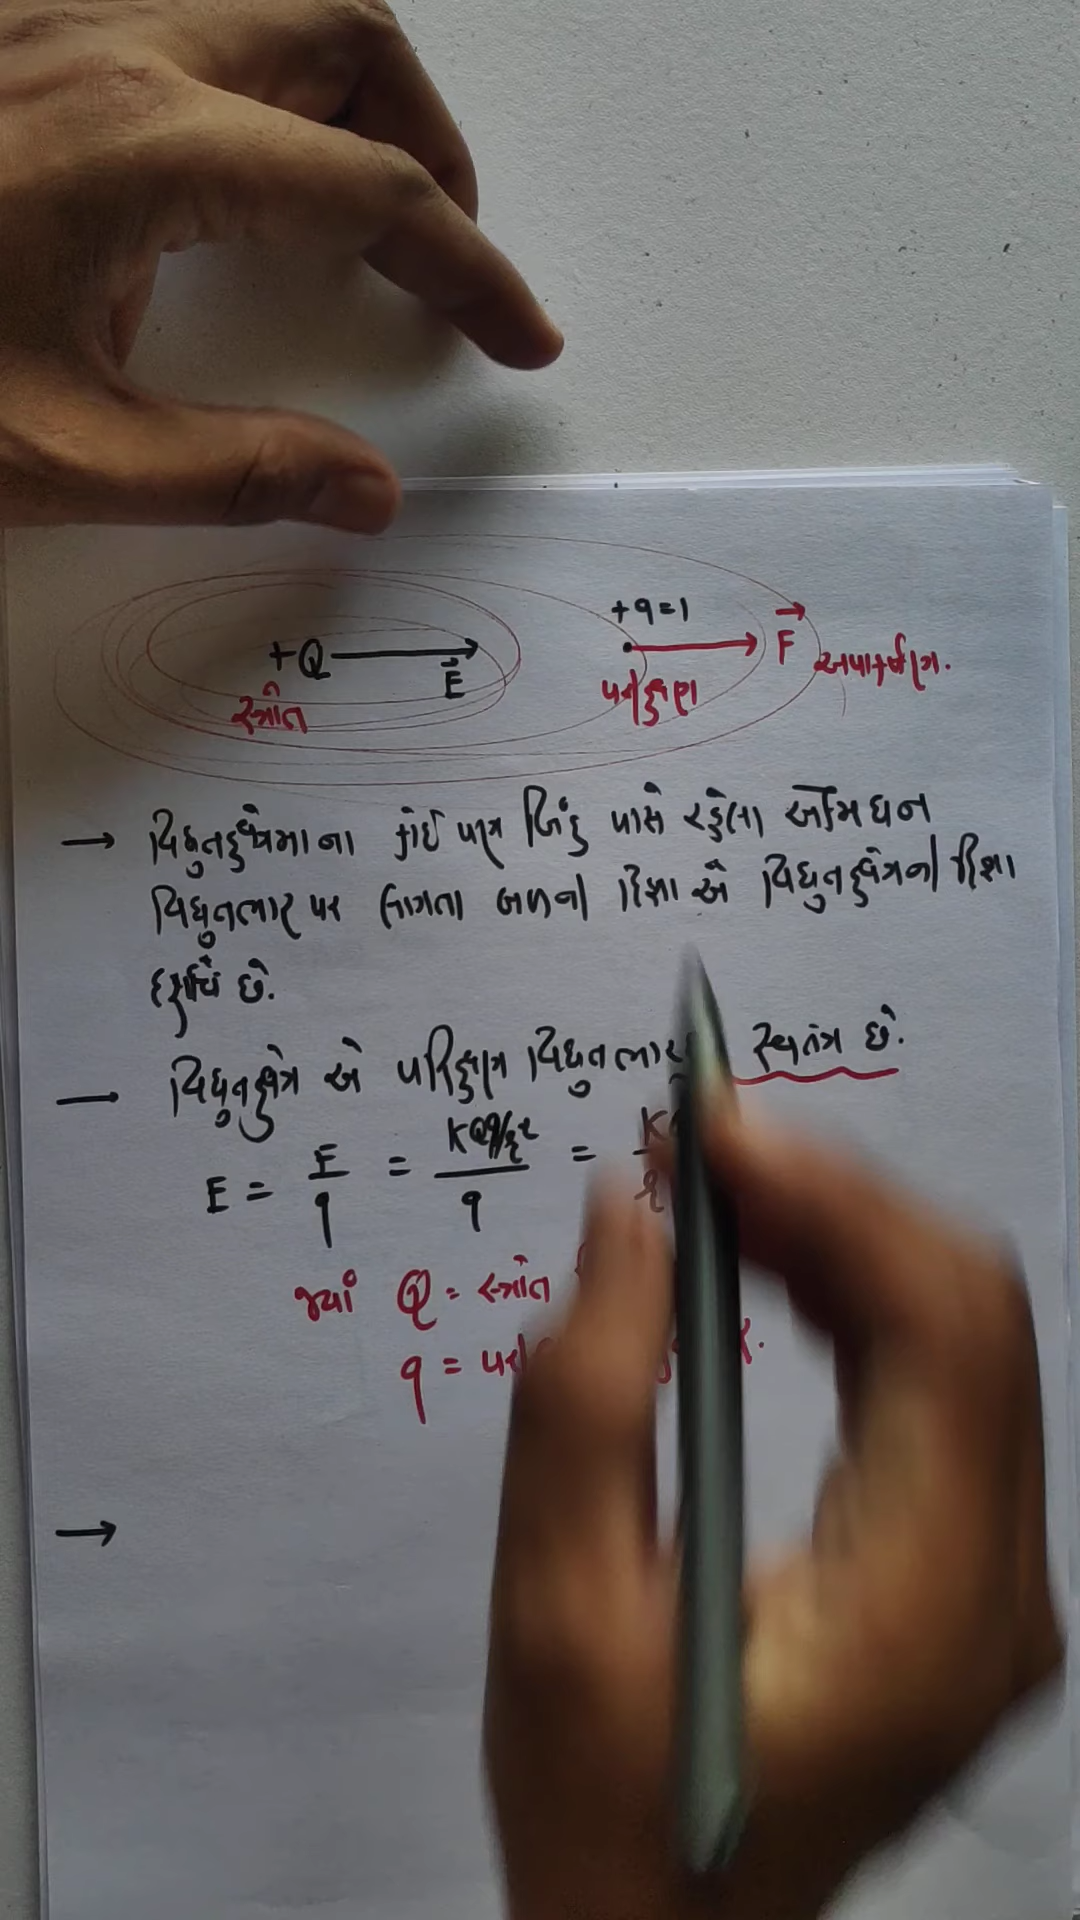 +q=1
+Q
E
F
સ્ત્રોત
પરીક્ષણ
અપાકર્ષણ.
→ વિદ્યુતક્ષેત્રમાંના કોઈ પણ બિંદુ પાસે રહેલા એકમ ધન
વિદ્યુતભાર પર લાગતા બળની દિશા એ વિદ્યુતક્ષેત્રની દિશા
દર્શાવે છે.
વિદ્યુતક્ષેત્ર એ પરિક્ષણ વિદ્યુતભાર સ્વતંત્ર છે.
E = F/q = KQq/r² / q =
જ્યાં Q = સ્ત્રોત
q =
→